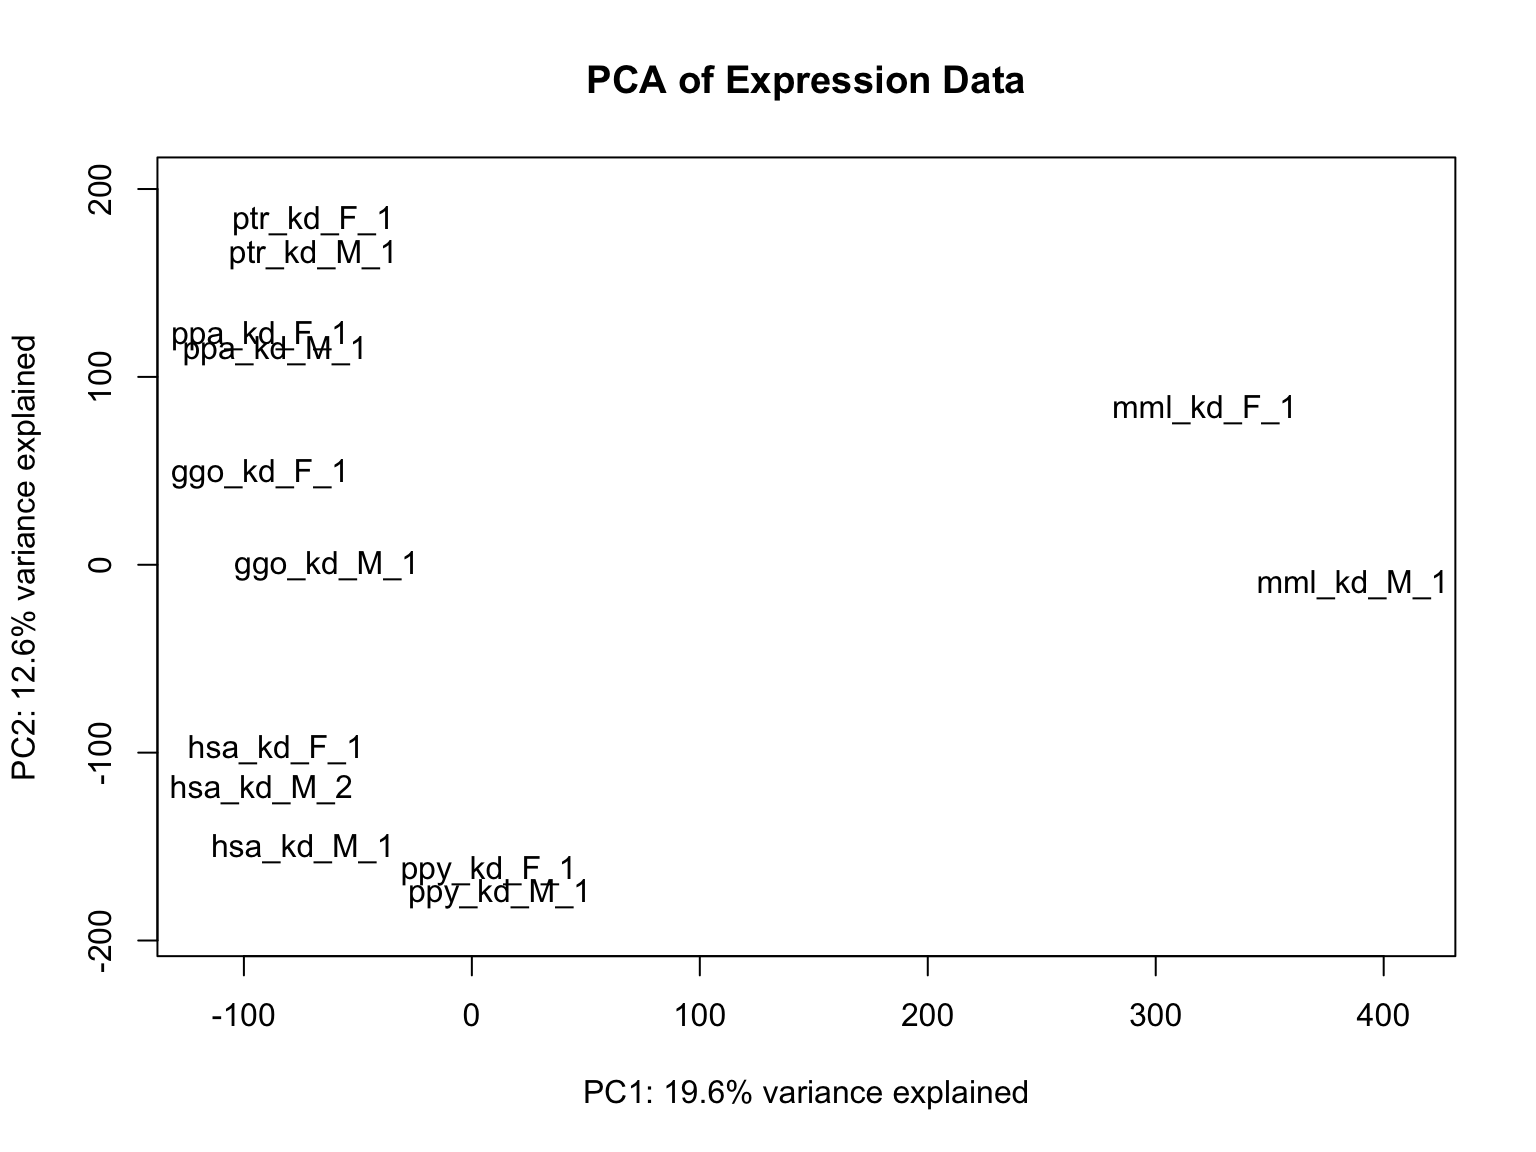 PCA of Expression Data
PC2: 12.6% variance explained
200
100
0
-100
-200
ptr_kd_F_1
ptr_kd_M_1
ppa_kd_F_1
ppa_kd_M_1
mml_kd_F_1
ggo_kd_F_1
ggo_kd_M_1
mml_kd_M_1
hsa_kd_F_1
hsa_kd_M_2
hsa_kd_M_1
ppy_kd_F_1
ppy_kd_M_1
-100 0 100 200 300 400
PC1: 19.6% variance explained